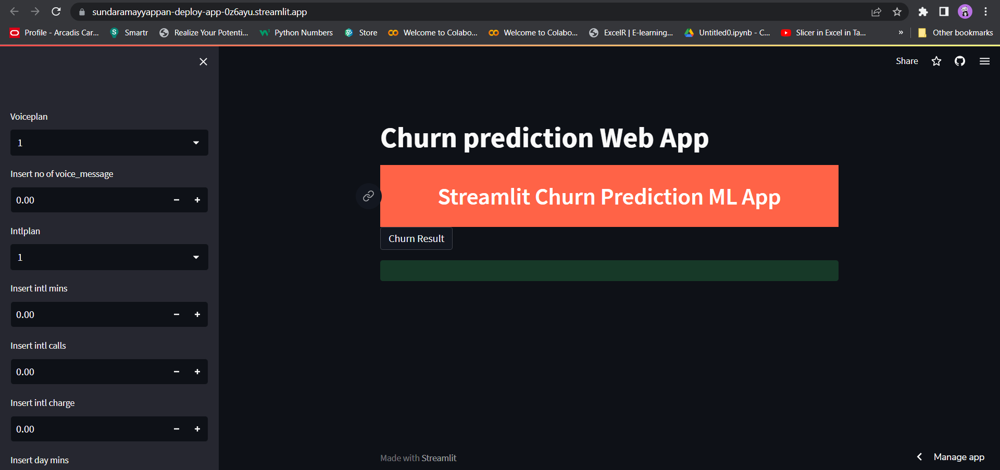 sundaramayyappan-deploy-app-0z6ayu.streamlit.app
Profile - Arcadis Car... Smartr Realize Your Potenti... Python Numbers Store Welcome to Colabo... Welcome to Colabo... ExcelR | E-learning... Untitled0.ipynb - C... Slicer in Excel in Ta... » Other bookmarks
Share
Voiceplan
1
Insert no of voice_message
0.00
Intlplan
1
Insert intl mins
0.00
Insert intl calls
0.00
Insert intl charge
0.00
Insert day mins
Churn prediction Web App
Streamlit Churn Prediction ML App
Churn Result
Made with Streamlit
Manage app